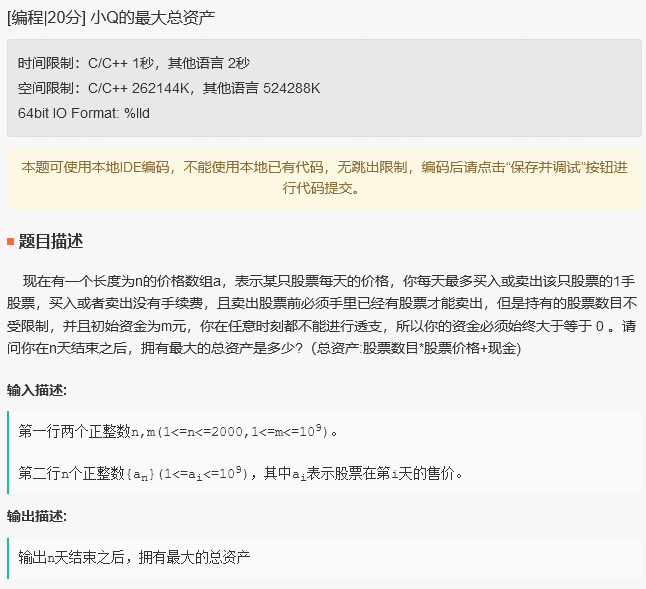 [编程|20分] 小Q的最大总资产
时间限制：C/C++ 1秒，其他语言 2秒
空间限制：C/C++ 262144K，其他语言 524288K
64bit IO Format: %lld
本题可使用本地IDE编码，不能使用本地已有代码，无跳出限制，编码后请点击“保存并调试”按钮进
行代码提交。
题目描述
现在有一个长度为n的价格数组a，表示某只股票每天的价格，你每天最多买入或卖出该只股票的1手
股票，买入或者卖出没有手续费，且卖出股票前必须手里已经有股票才能卖出，但是持有的股票数目不
受限制，并且初始资金为m元，你在任意时刻都不能进行透支，所以你的资金必须始终大于等于 0 。请
问你在n天结束之后，拥有最大的总资产是多少?（总资产:股票数目*股票价格+现金)
输入描述:
第一行两个正整数n,m(1<=n<=2000,1<=m<=10⁹)。
第二行n个正整数{aₙ}(1<=aᵢ<=10⁹)，其中aᵢ表示股票在第i天的售价。
输出描述:
输出n天结束之后，拥有最大的总资产